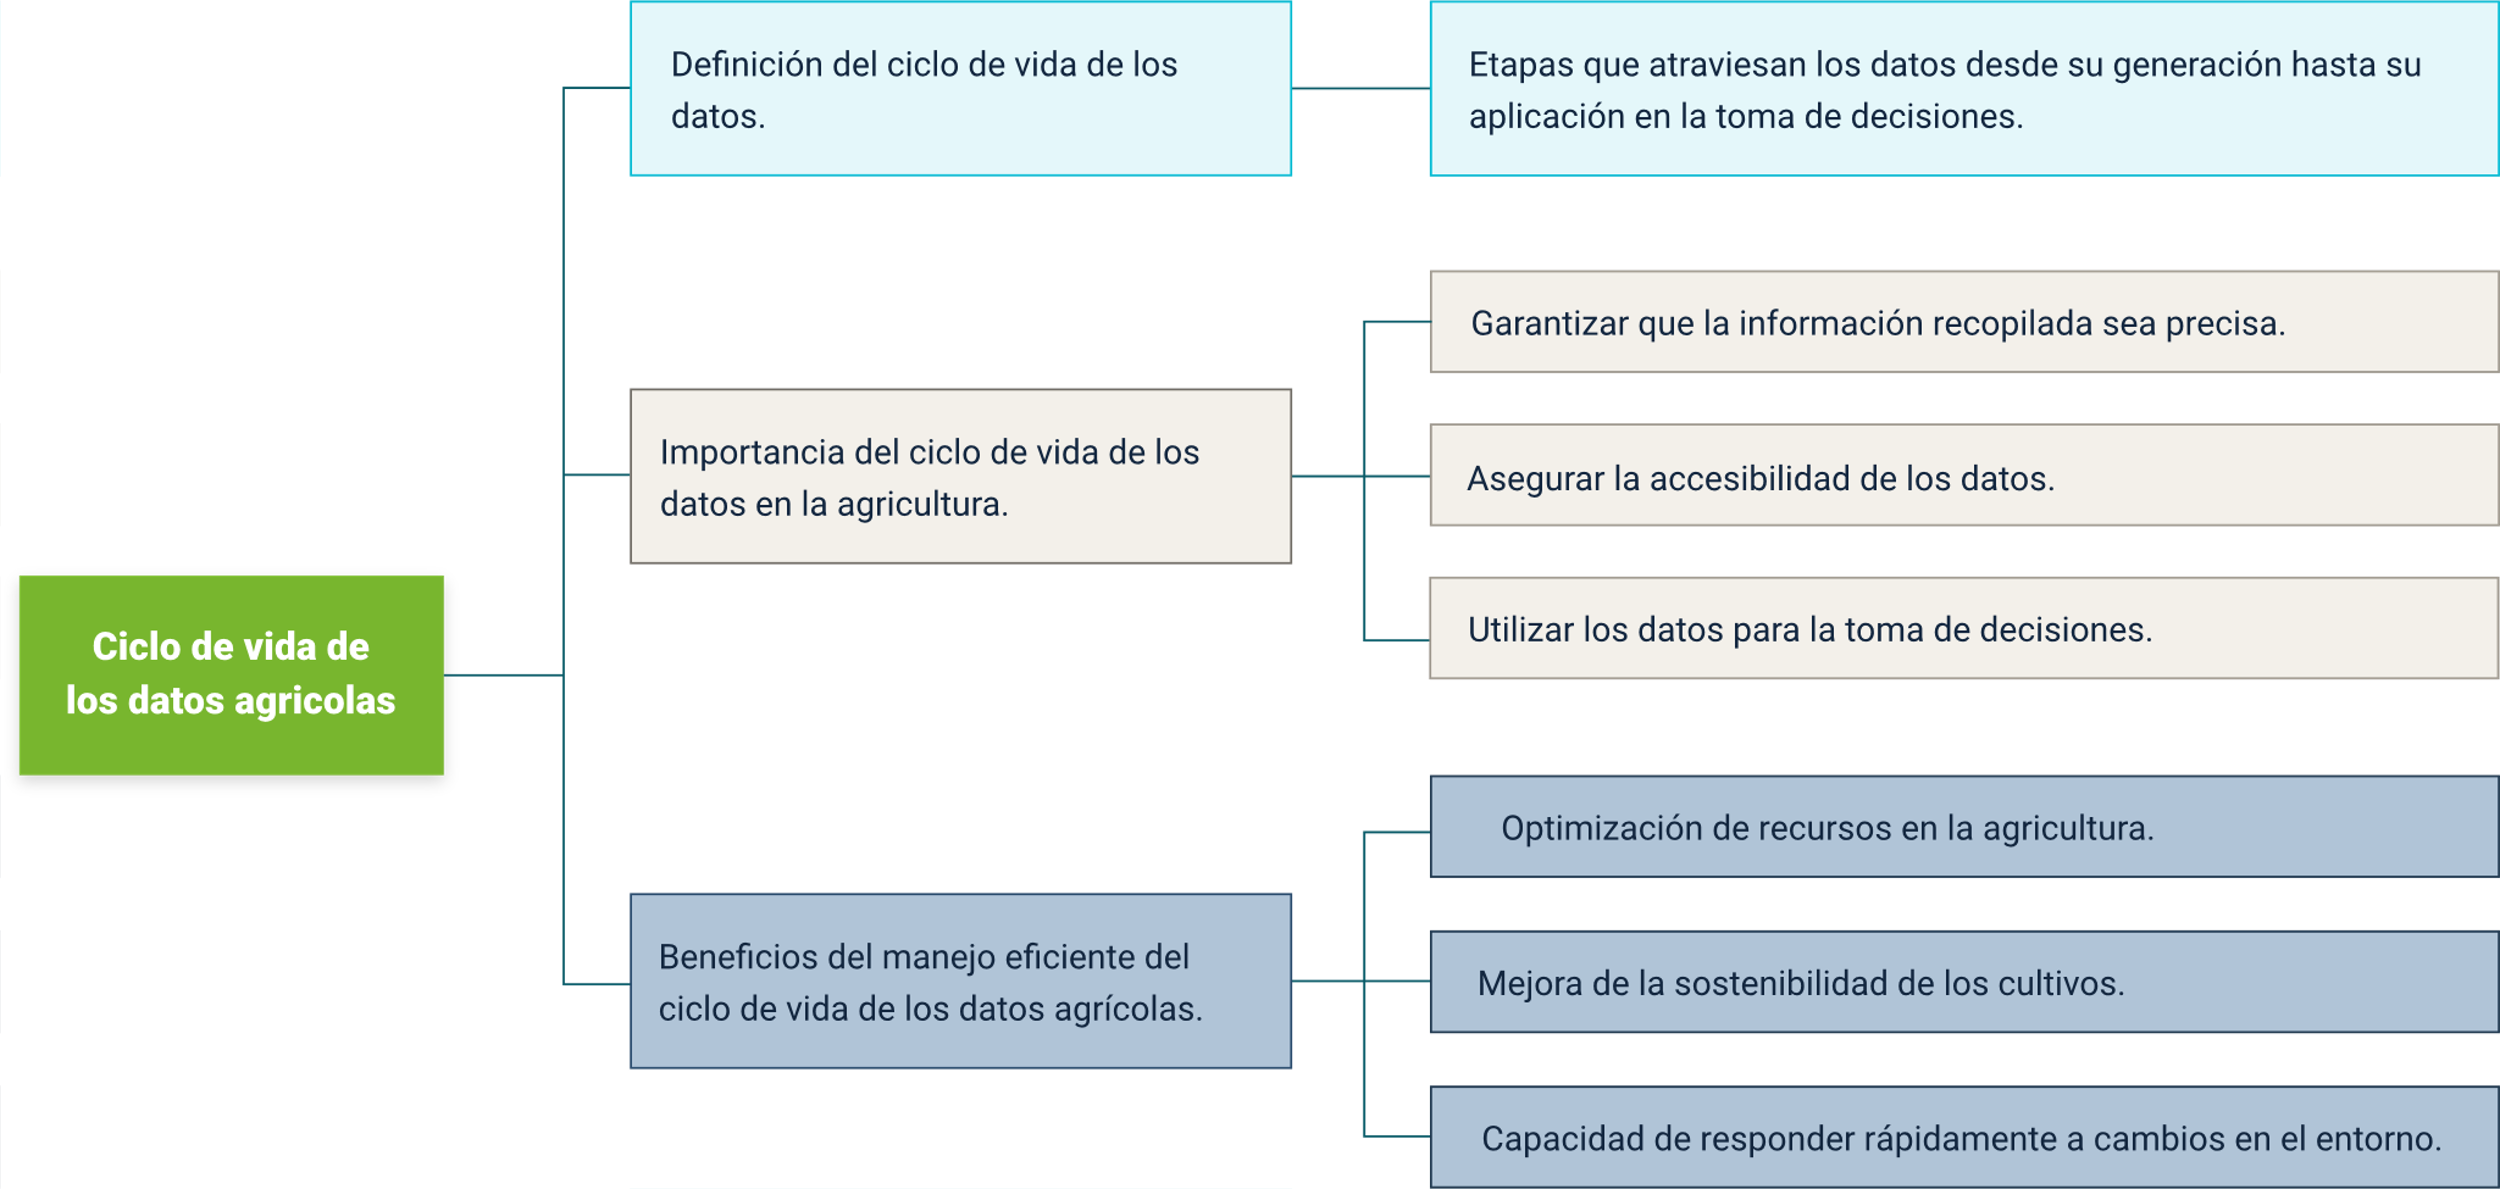 Ciclo de vida de
los datos agricolas
Definición del ciclo de vida de los
datos.
Etapas que atraviesan los datos desde su generación hasta su
aplicación en la toma de decisiones.
Importancia del ciclo de vida de los
datos en la agricultura.
Garantizar que la información recopilada sea precisa.
Asegurar la accesibilidad de los datos.
Utilizar los datos para la toma de decisiones.
Beneficios del manejo eficiente del
ciclo de vida de los datos agrícolas.
Optimización de recursos en la agricultura.
Mejora de la sostenibilidad de los cultivos.
Capacidad de responder rápidamente a cambios en el entorno.